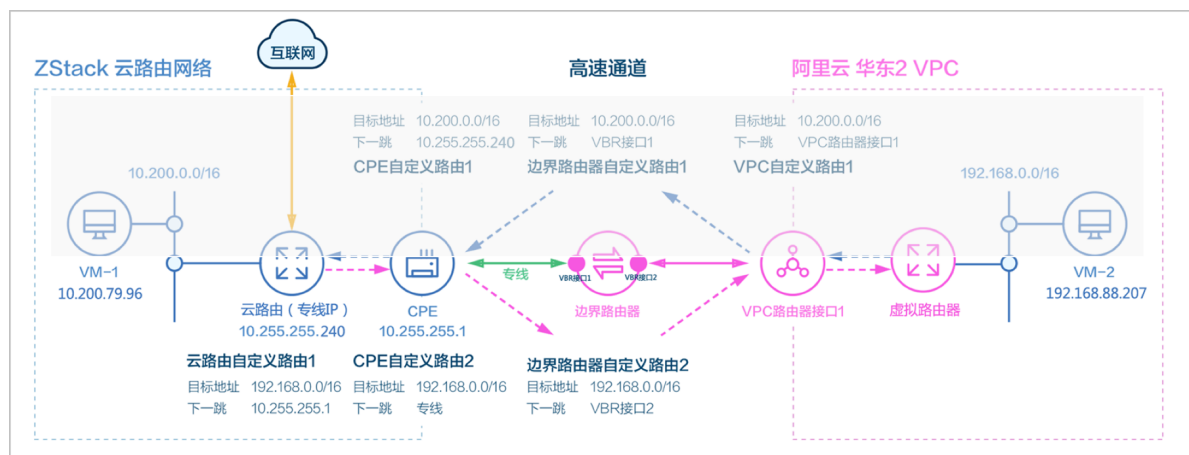 互联网
ZStack 云路由网络
高速通道
阿里云 华东2 VPC
目标地址 10.200.0.0/16
下一跳 10.255.255.240
CPE自定义路由1
目标地址 10.200.0.0/16
下一跳 VBR接口1
边界路由器自定义路由1
目标地址 10.200.0.0/16
下一跳 VPC路由器接口1
VPC自定义路由1
10.200.0.0/16
192.168.0.0/16
VM-1
10.200.79.96
专线
VBR接口1
VBR接口2
VM-2
192.168.88.207
云路由（专线IP）
10.255.255.240
CPE
10.255.255.1
边界路由器
VPC路由器接口1
虚拟路由器
云路由自定义路由1
目标地址 192.168.0.0/16
下一跳 10.255.255.1
CPE自定义路由2
目标地址 192.168.0.0/16
下一跳 专线
边界路由器自定义路由2
目标地址 192.168.0.0/16
下一跳 VBR接口2